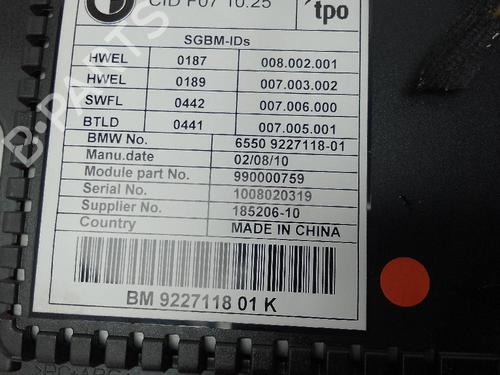 CID F07 10.25
tpo
SGBM-IDs
HWEL 0187 008.002.001
HWEL 0189 007.003.002
SWFL 0442 007.006.000
BTLD 0441 007.005.001
BMW No. 6550 9227118-01
Manu.date 02/08/10
Module part No. 990000759
Serial No. 1008020319
Supplier No. 185206-10
Country MADE IN CHINA
BM 9227118 01 K
B-PARTS